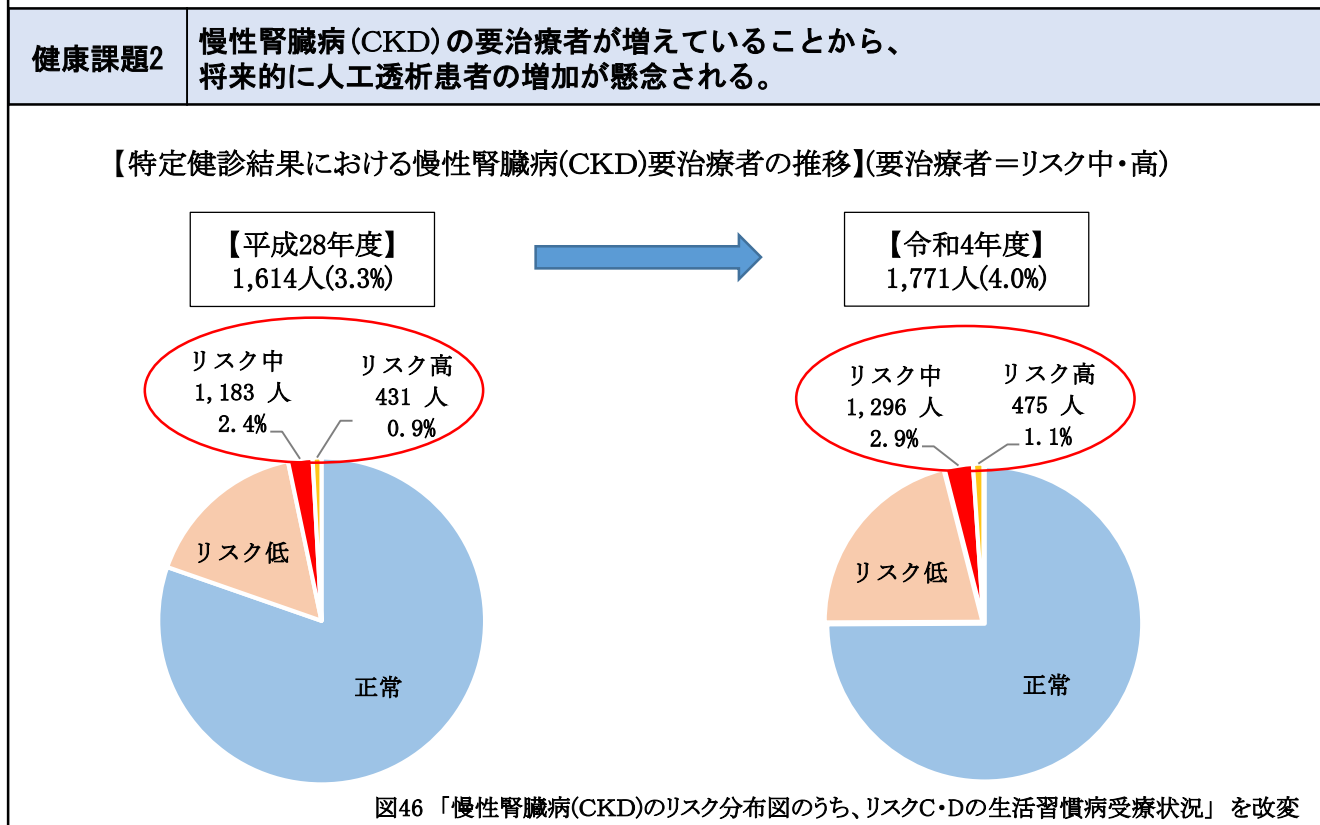 健康課題2
慢性腎臓病(CKD)の要治療者が増えていることから、
将来的に人工透析患者の増加が懸念される。
【特定健診結果における慢性腎臓病(CKD)要治療者の推移】(要治療者＝リスク中・高)
【平成28年度】
1,614人(3.3%)
【令和4年度】
1,771人(4.0%)
リスク中
1,183 人
2.4%
リスク高
431 人
0.9%
リスク低
正常
リスク中
1,296 人
2.9%
リスク高
475 人
1.1%
リスク低
正常
図46 「慢性腎臓病(CKD)のリスク分布図のうち、リスクC・Dの生活習慣病受療状況」 を改変